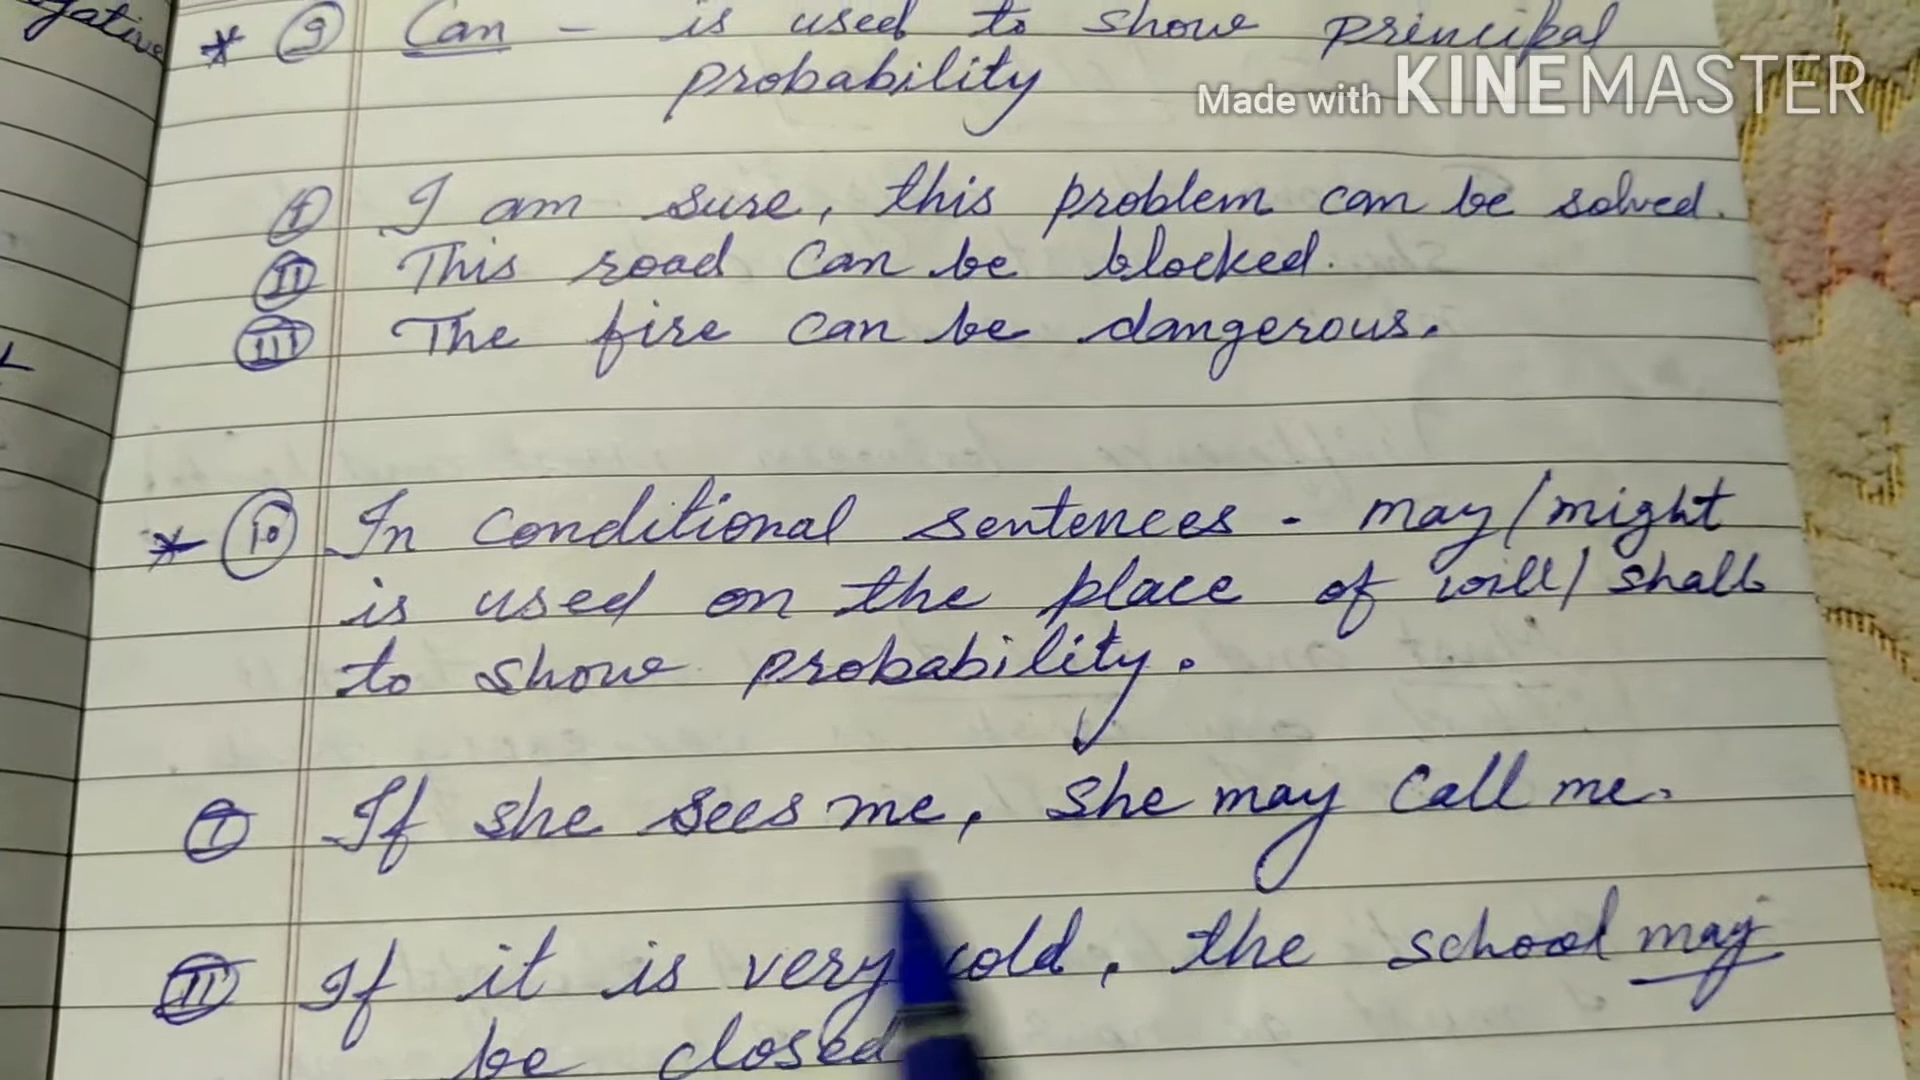 gative
* 9 Can - is used to show principal
probability
Made with KINEMASTER
I I am sure, this problem can be solved.
II This road can be blocked.
III The fire can be dangerous.
* 10 In conditional sentences - may/might
is used on the place of will/shall
to show probability.
I If she sees me, she may call me.
II If it is very cold, the school may
be closed